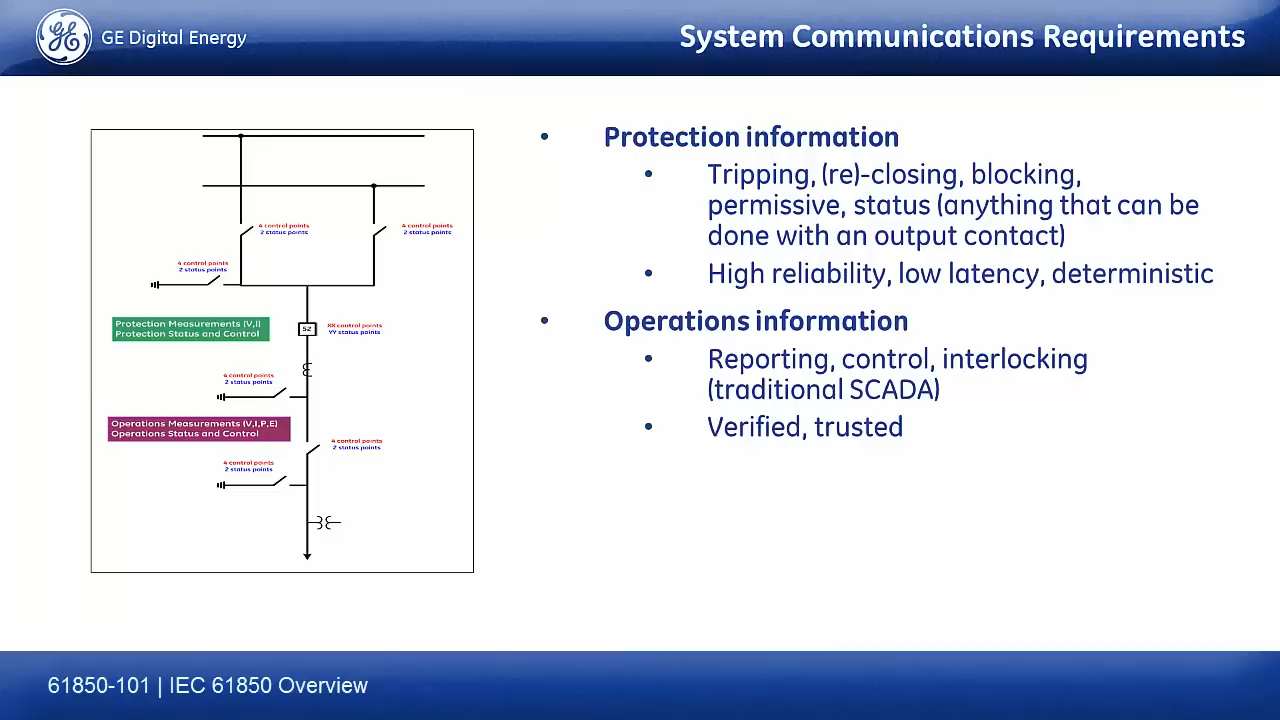 GE Digital Energy
System Communications Requirements
4 control points
2 status points
4 control points
2 status points
4 control points
2 status points
Protection Measurements (V,I)
Protection Status and Control
52
XX control points
YY status points
4 control points
2 status points
Operations Measurements (V,I,P,E)
Operations Status and Control
4 control points
2 status points
4 control points
2 status points
• Protection information
• Tripping, (re)-closing, blocking,
permissive, status (anything that can be
done with an output contact)
• High reliability, low latency, deterministic
• Operations information
• Reporting, control, interlocking
(traditional SCADA)
• Verified, trusted
61850-101 | IEC 61850 Overview